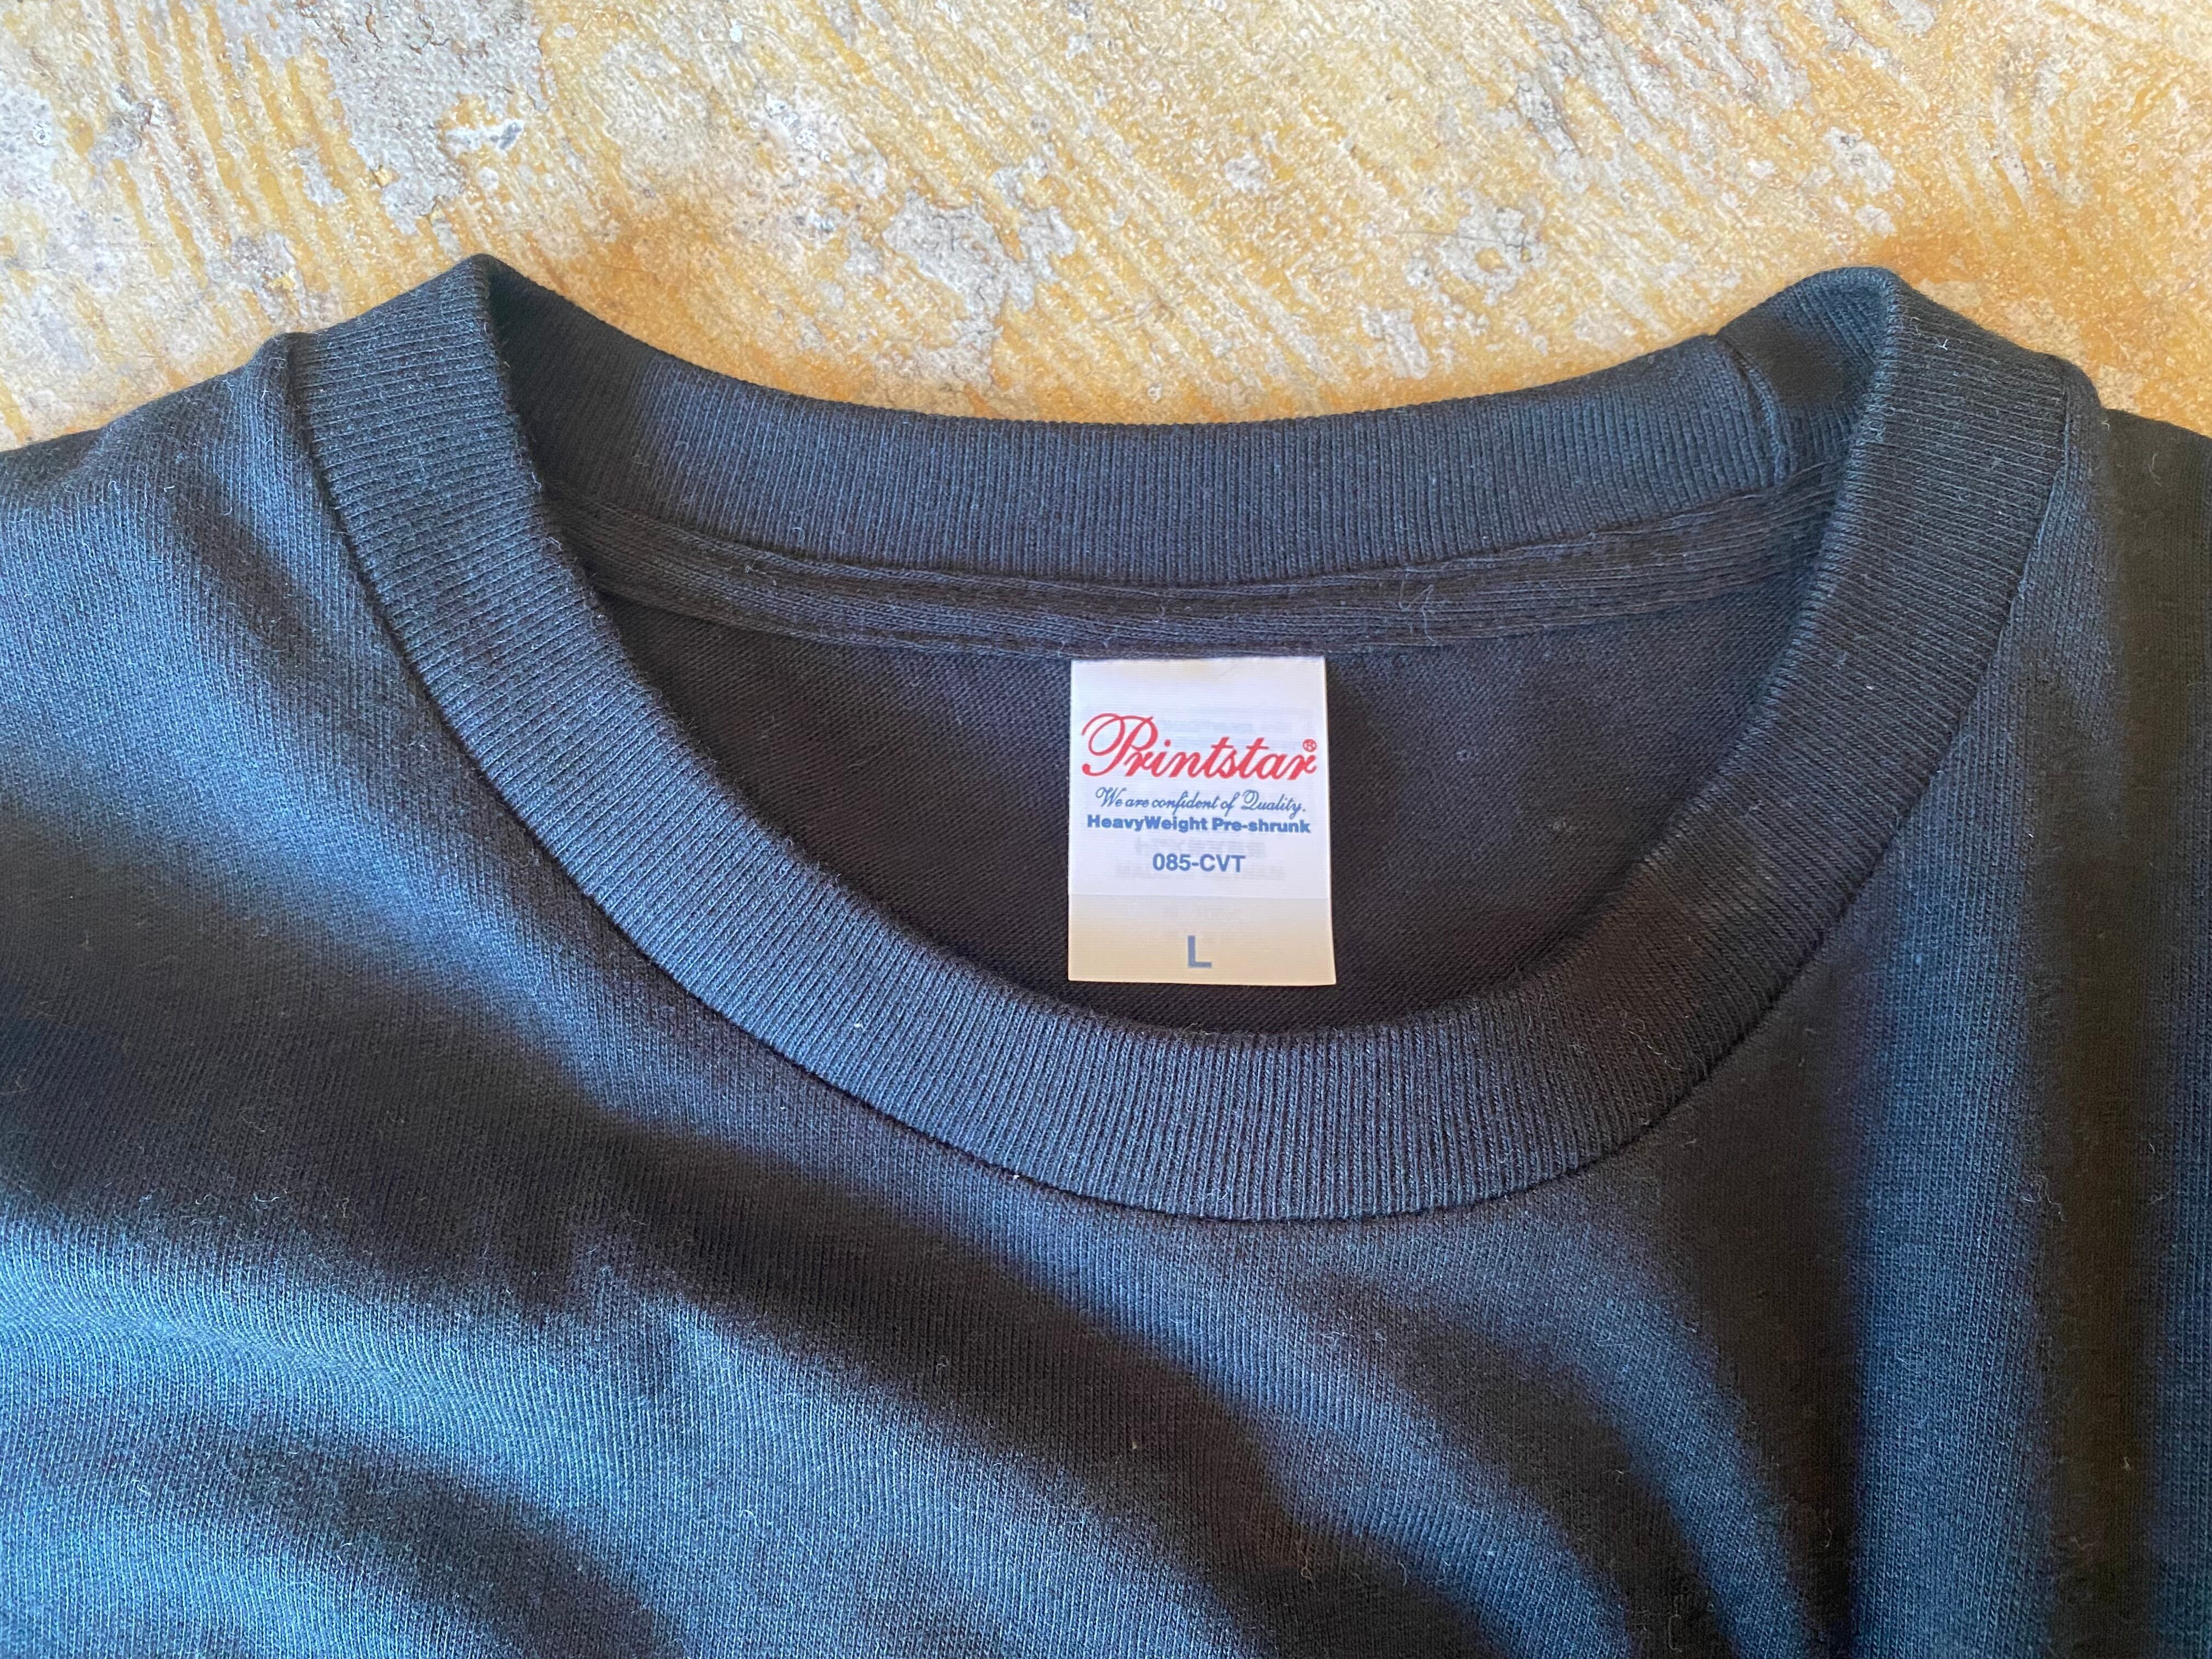 Printstar®
We are confident of Quality.
HeavyWeight Pre-shrunk
085-CVT
L